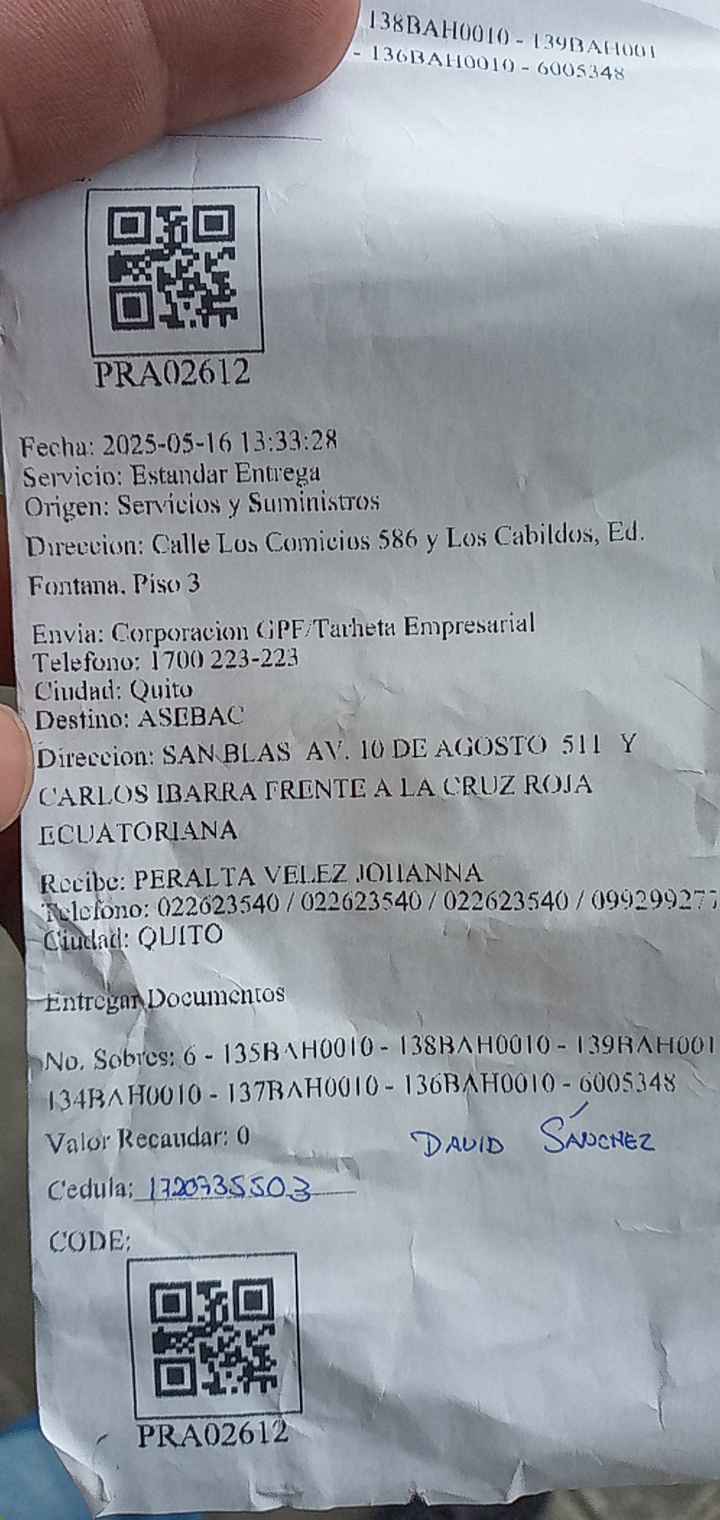 138BAH0010 - 139BAH001
- 136BAH0010 - 6005348
PRA02612
Fecha: 2025-05-16 13:33:28
Servicio: Estandar Entrega
Origen: Servicios y Suministros
Direccion: Calle Los Comicios 586 y Los Cabildos, Ed.
Fontana. Piso 3
Envia: Corporacion GPF/Tarheta Empresarial
Telefono: 1700 223-223
Ciudad: Quito
Destino: ASEBAC
Direccion: SAN BLAS AV. 10 DE AGOSTO 511 Y
CARLOS IBARRA FRENTE A LA CRUZ ROJA
ECUATORIANA
Recibe: PERALTA VELEZ JOHANNA
Telefono: 022623540 / 022623540 / 022623540 / 099299277
Ciudad: QUITO
Entregar Documentos
No. Sobres: 6 - 135BAH0010 - 138BAH0010 - 139BAH001
134BAH0010 - 137BAH0010 - 136BAH0010 - 6005348
Valor Recaudar: 0
DAVID SÁNCHEZ
Cedula: 1720735503
CODE:
PRA02612